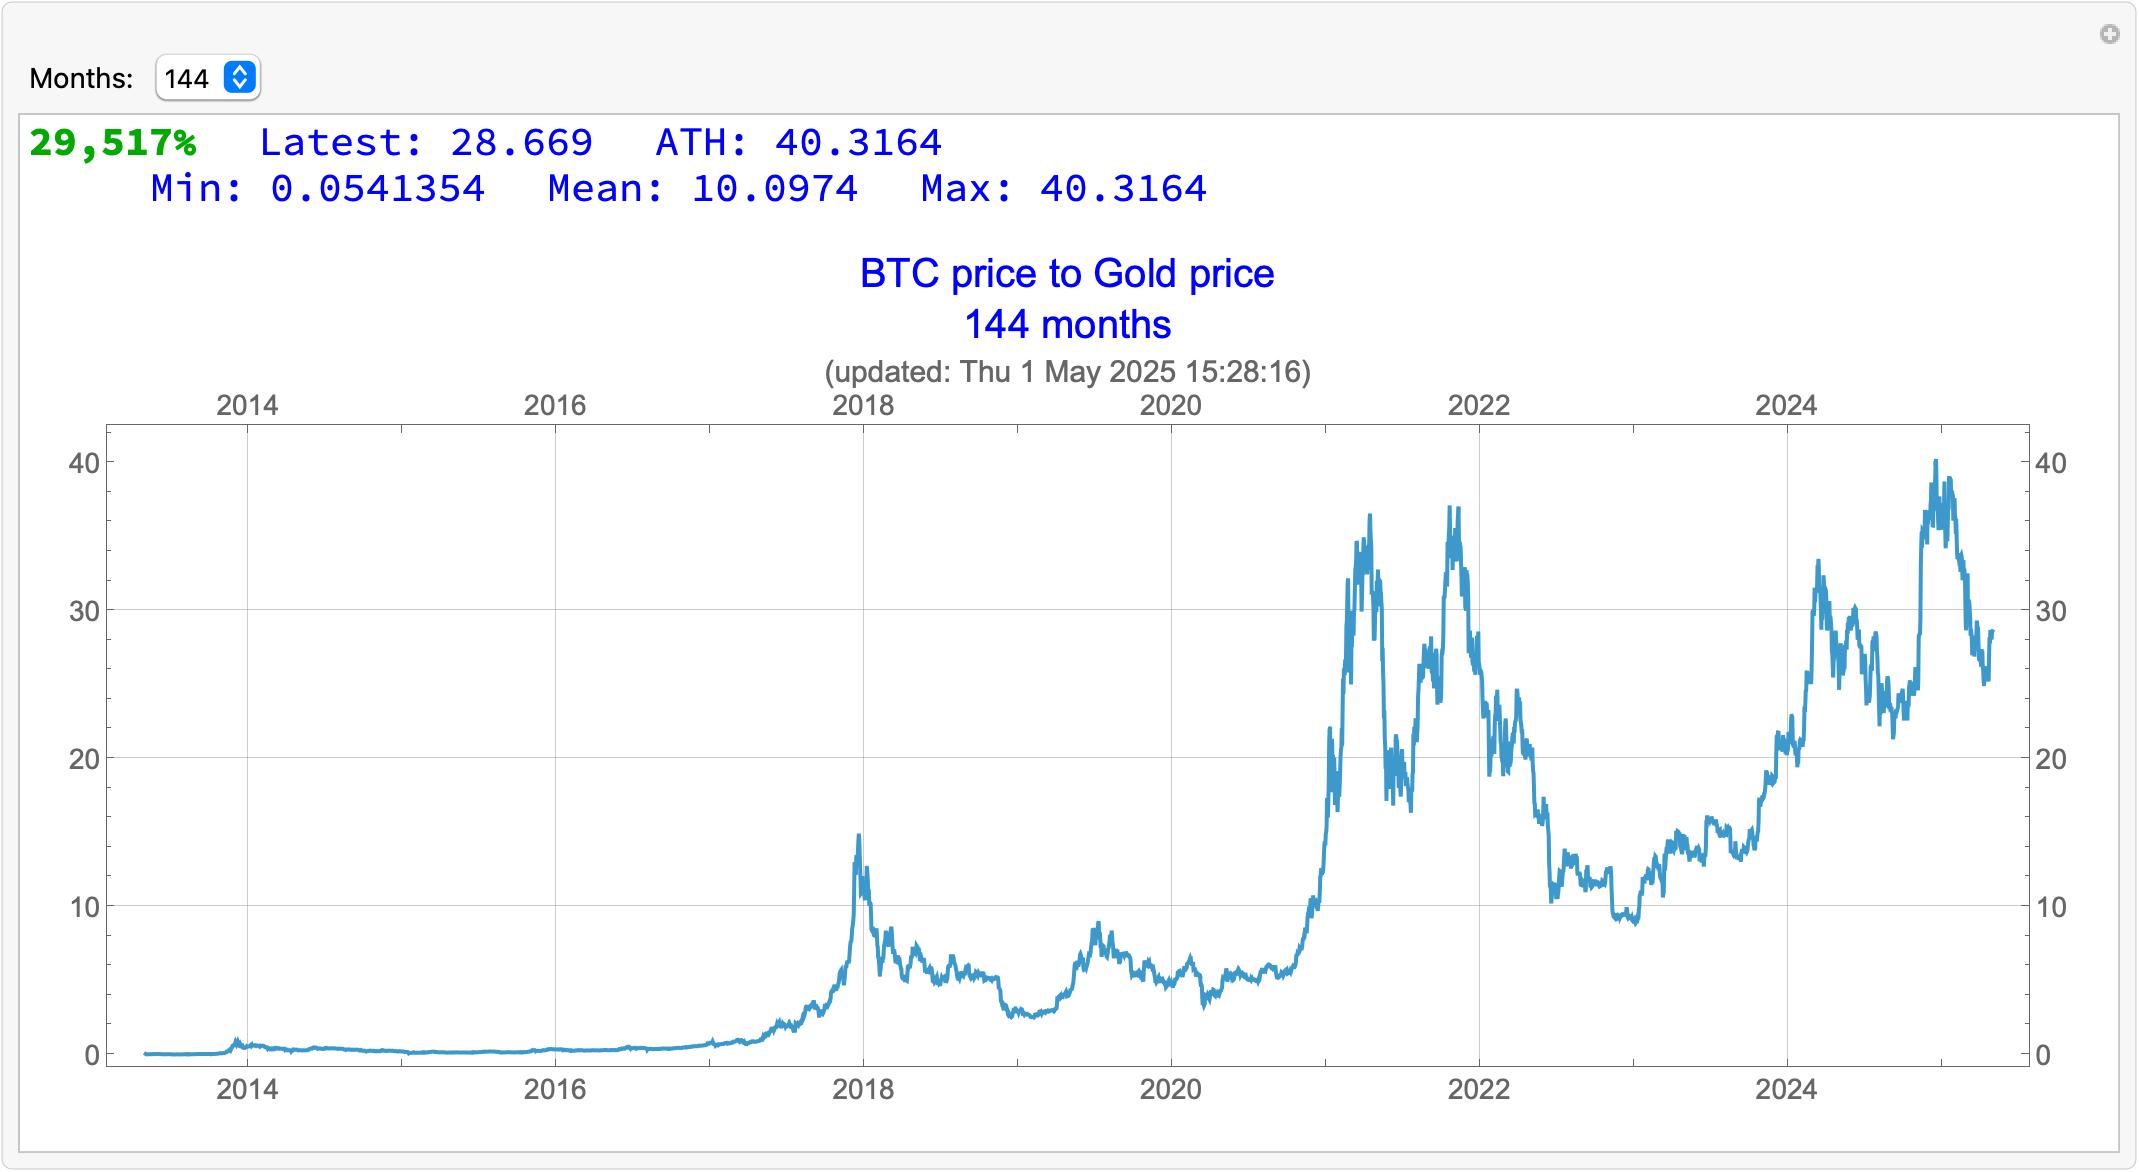 Months: 144
29,517% Latest: 28.669 ATH: 40.3164
Min: 0.0541354 Mean: 10.0974 Max: 40.3164
BTC price to Gold price
144 months
(updated: Thu 1 May 2025 15:28:16)
2014 2016 2018 2020 2022 2024
40 40
30 30
20 20
10 10
0 0
2014 2016 2018 2020 2022 2024